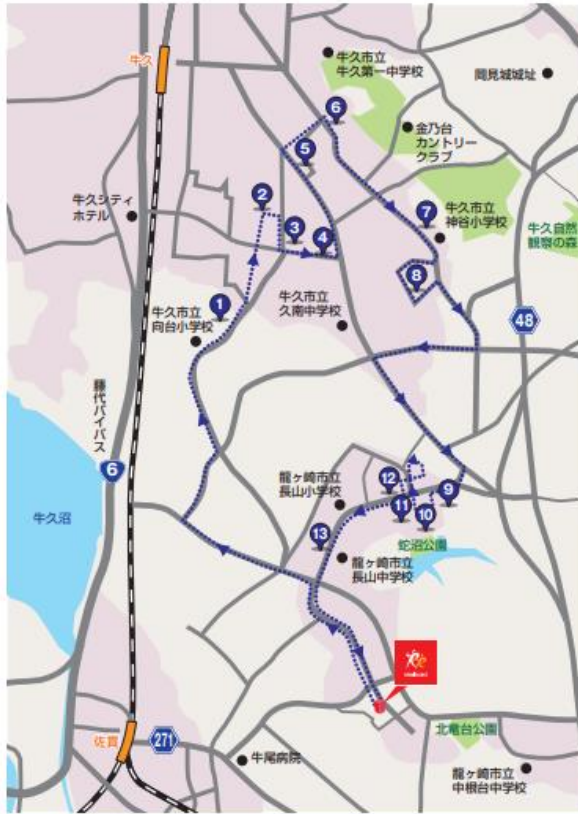 牛久
牛久市立
牛久第一中学校
岡見城城址
6
金乃台
カントリー
クラブ
5
2
牛久シティ
ホテル
7
牛久市立
神谷小学校
牛久自然
観察の森
3
4
8
1
牛久市立
向台小学校
牛久市立
久南中学校
48
藤代バイパス
6
龍ヶ崎市立
長山小学校
12
9
11
10
牛久沼
13
蛇沼公園
龍ヶ崎市立
長山中学校
佐貫
271
牛尾病院
北竜台公園
龍ヶ崎市立
中根台中学校